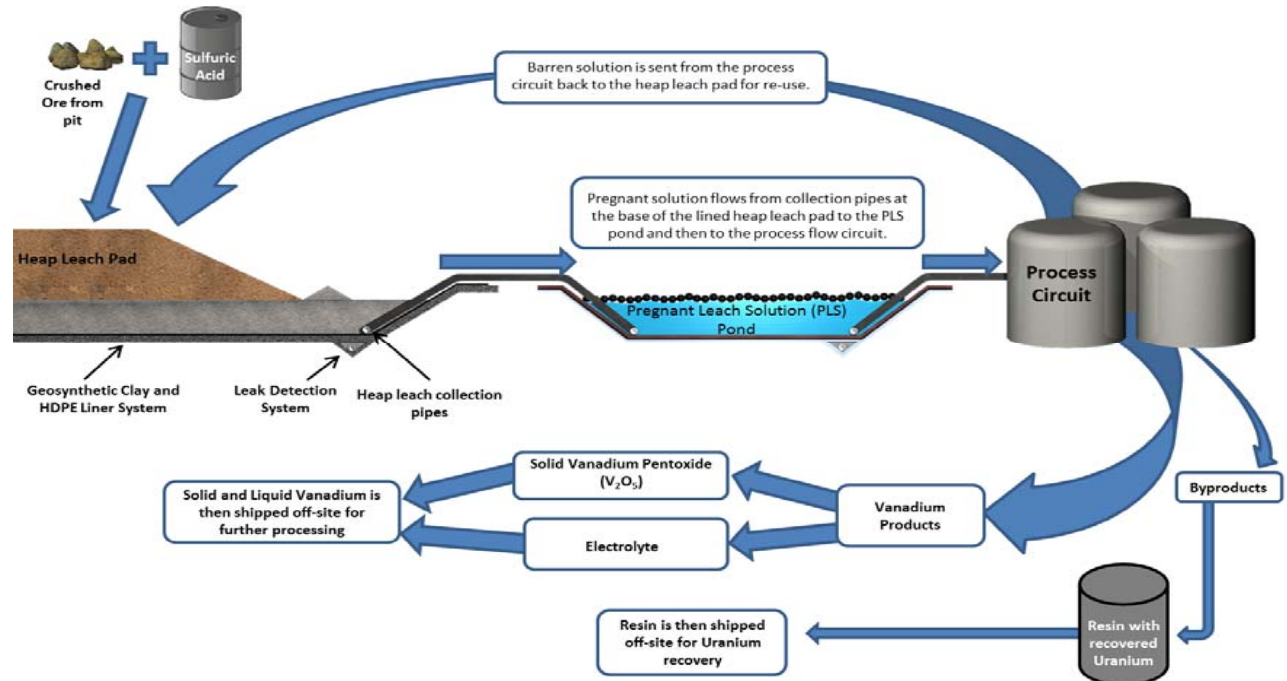 Crushed
Ore from
pit
Sulfuric
Acid
Barren solution is sent from the process
circuit back to the heap leach pad for re-use.
Pregnant solution flows from collection pipes at
the base of the lined heap leach pad to the PLS
pond and then to the process flow circuit.
Heap Leach Pad
Pregnant Leach Solution (PLS)
Pond
Process
Circuit
Geosynthetic Clay and
HDPE Liner System
Leak Detection
System
Heap leach collection
pipes
Solid and Liquid Vanadium is
then shipped off-site for
further processing
Solid Vanadium Pentoxide
(V₂O₅)
Electrolyte
Vanadium
Products
Byproducts
Resin is then shipped
off-site for Uranium
recovery
Resin with
recovered
Uranium